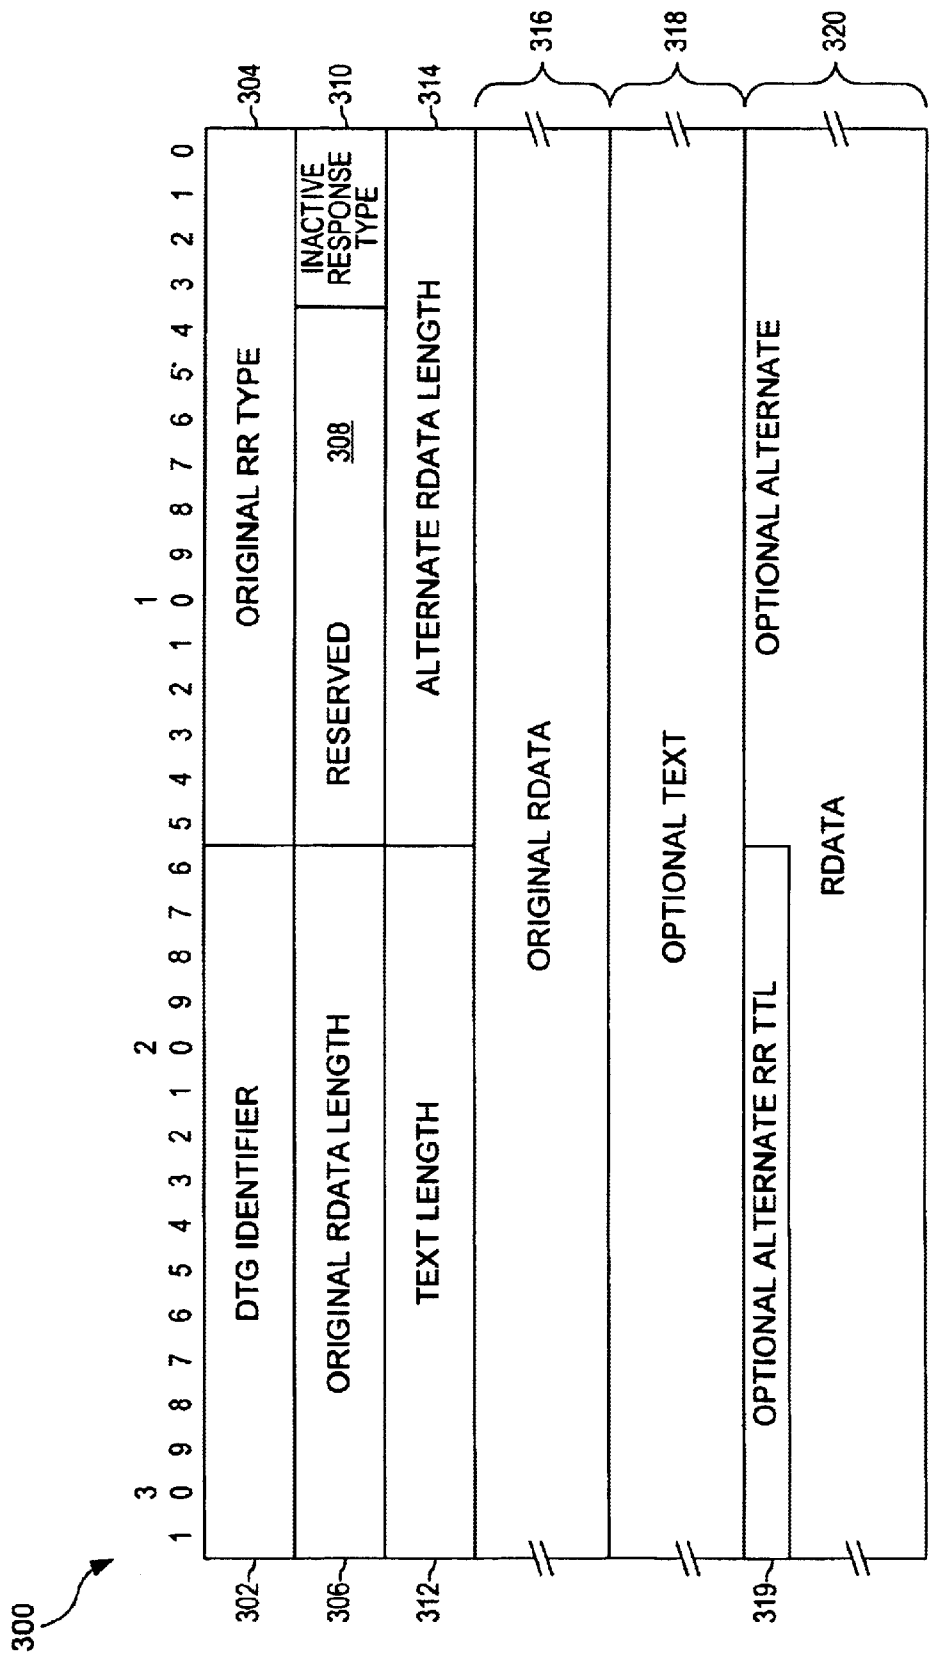 300
3 2 1
1 0 9 8 7 6 5 4 3 2 1 0 9 8 7 6 5 4 3 2 1 0 9 8 7 6 5 4 3 2 1 0
302 DTG IDENTIFIER ORIGINAL RR TYPE 304
306 ORIGINAL RDATA LENGTH RESERVED 308 INACTIVE
RESPONSE
TYPE 310
312 TEXT LENGTH ALTERNATE RDATA LENGTH 314
ORIGINAL RDATA 316
OPTIONAL TEXT 318
319 OPTIONAL ALTERNATE RR TTL OPTIONAL ALTERNATE
RDATA 320